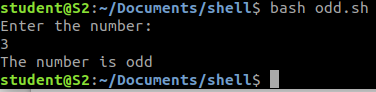 student@S2:~/Documents/shell$ bash odd.sh
Enter the number:
3
The number is odd
student@S2:~/Documents/shell$